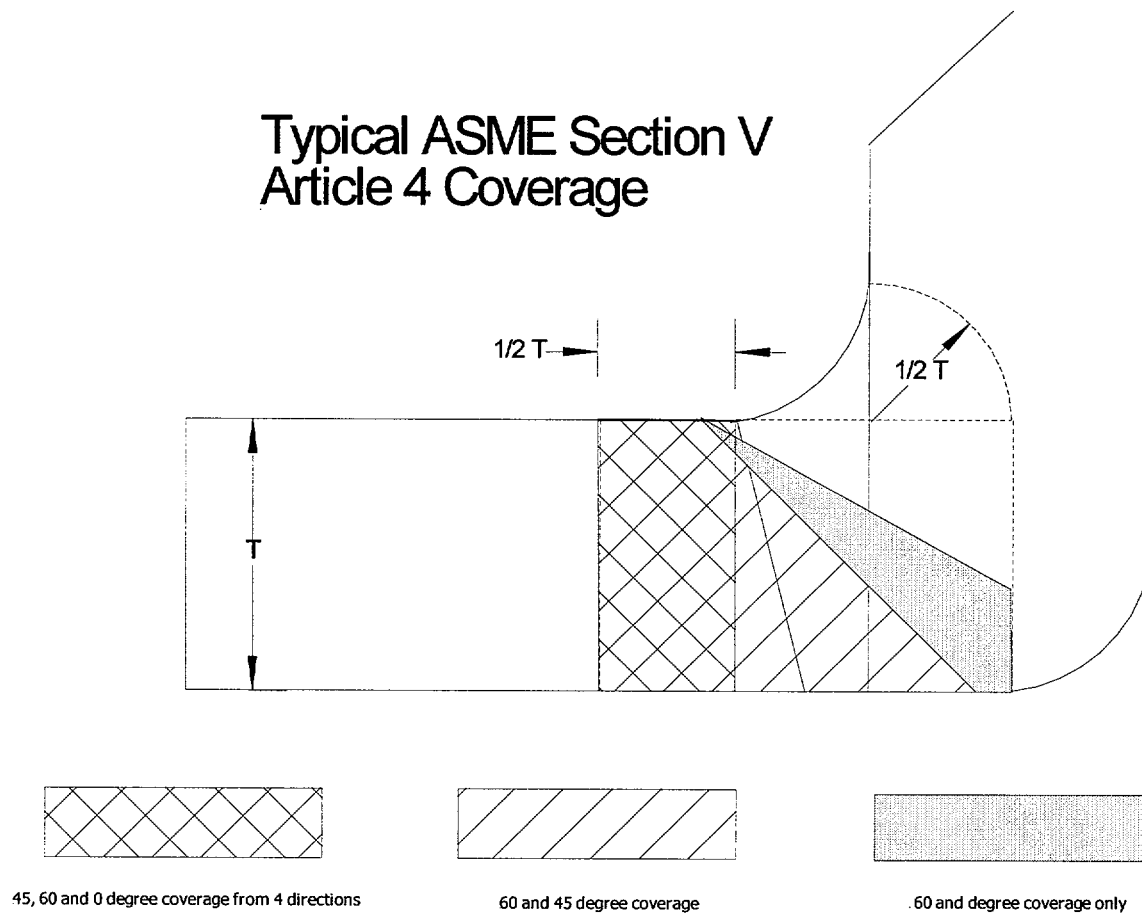 Typical ASME Section V
Article 4 Coverage
1/2 T
1/2 T
T
45, 60 and 0 degree coverage from 4 directions
60 and 45 degree coverage
. 60 and degree coverage only